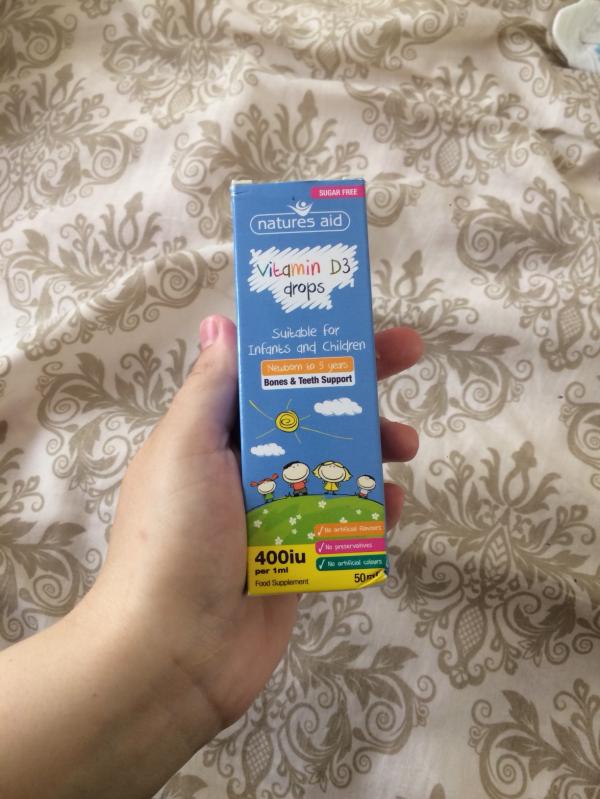 SUGAR FREE
natures aid
Vitamin D3
drops
Suitable for
Infants and Children
Newborn to 5 years
Bones & Teeth Support
✓ No artificial flavours
✓ No preservatives
✓ No artificial colours
400iu
per 1ml
Food Supplement
50ml